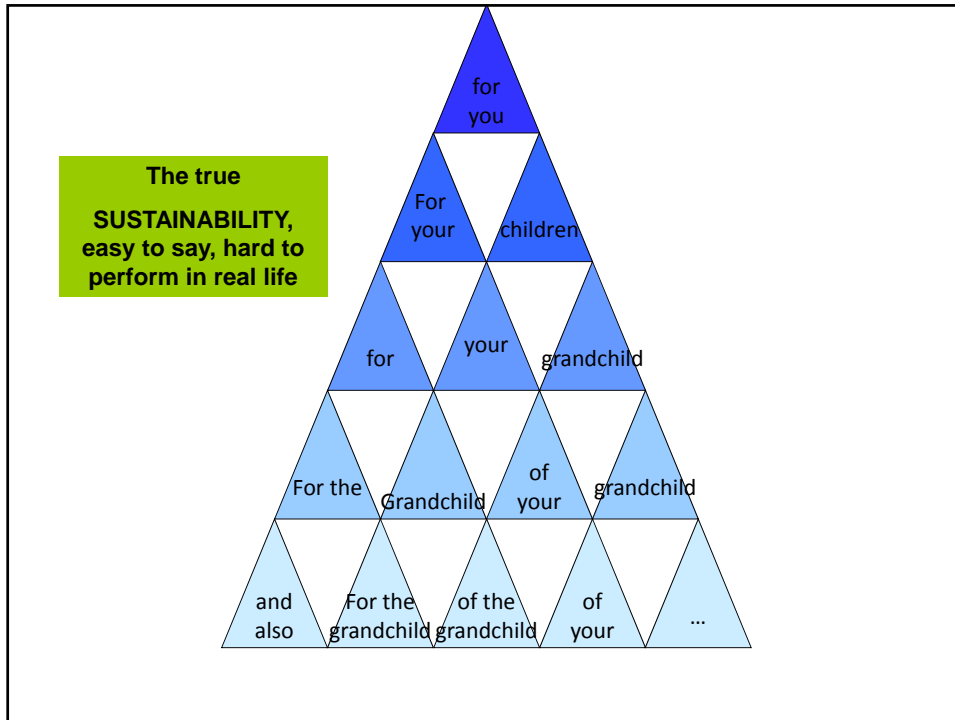 for
you
The true
SUSTAINABILITY,
easy to say, hard to
perform in real life
For
your
children
for
your
grandchild
For the
Grandchild
of
your
grandchild
and
also
For the
grandchild
of the
grandchild
of
your
...